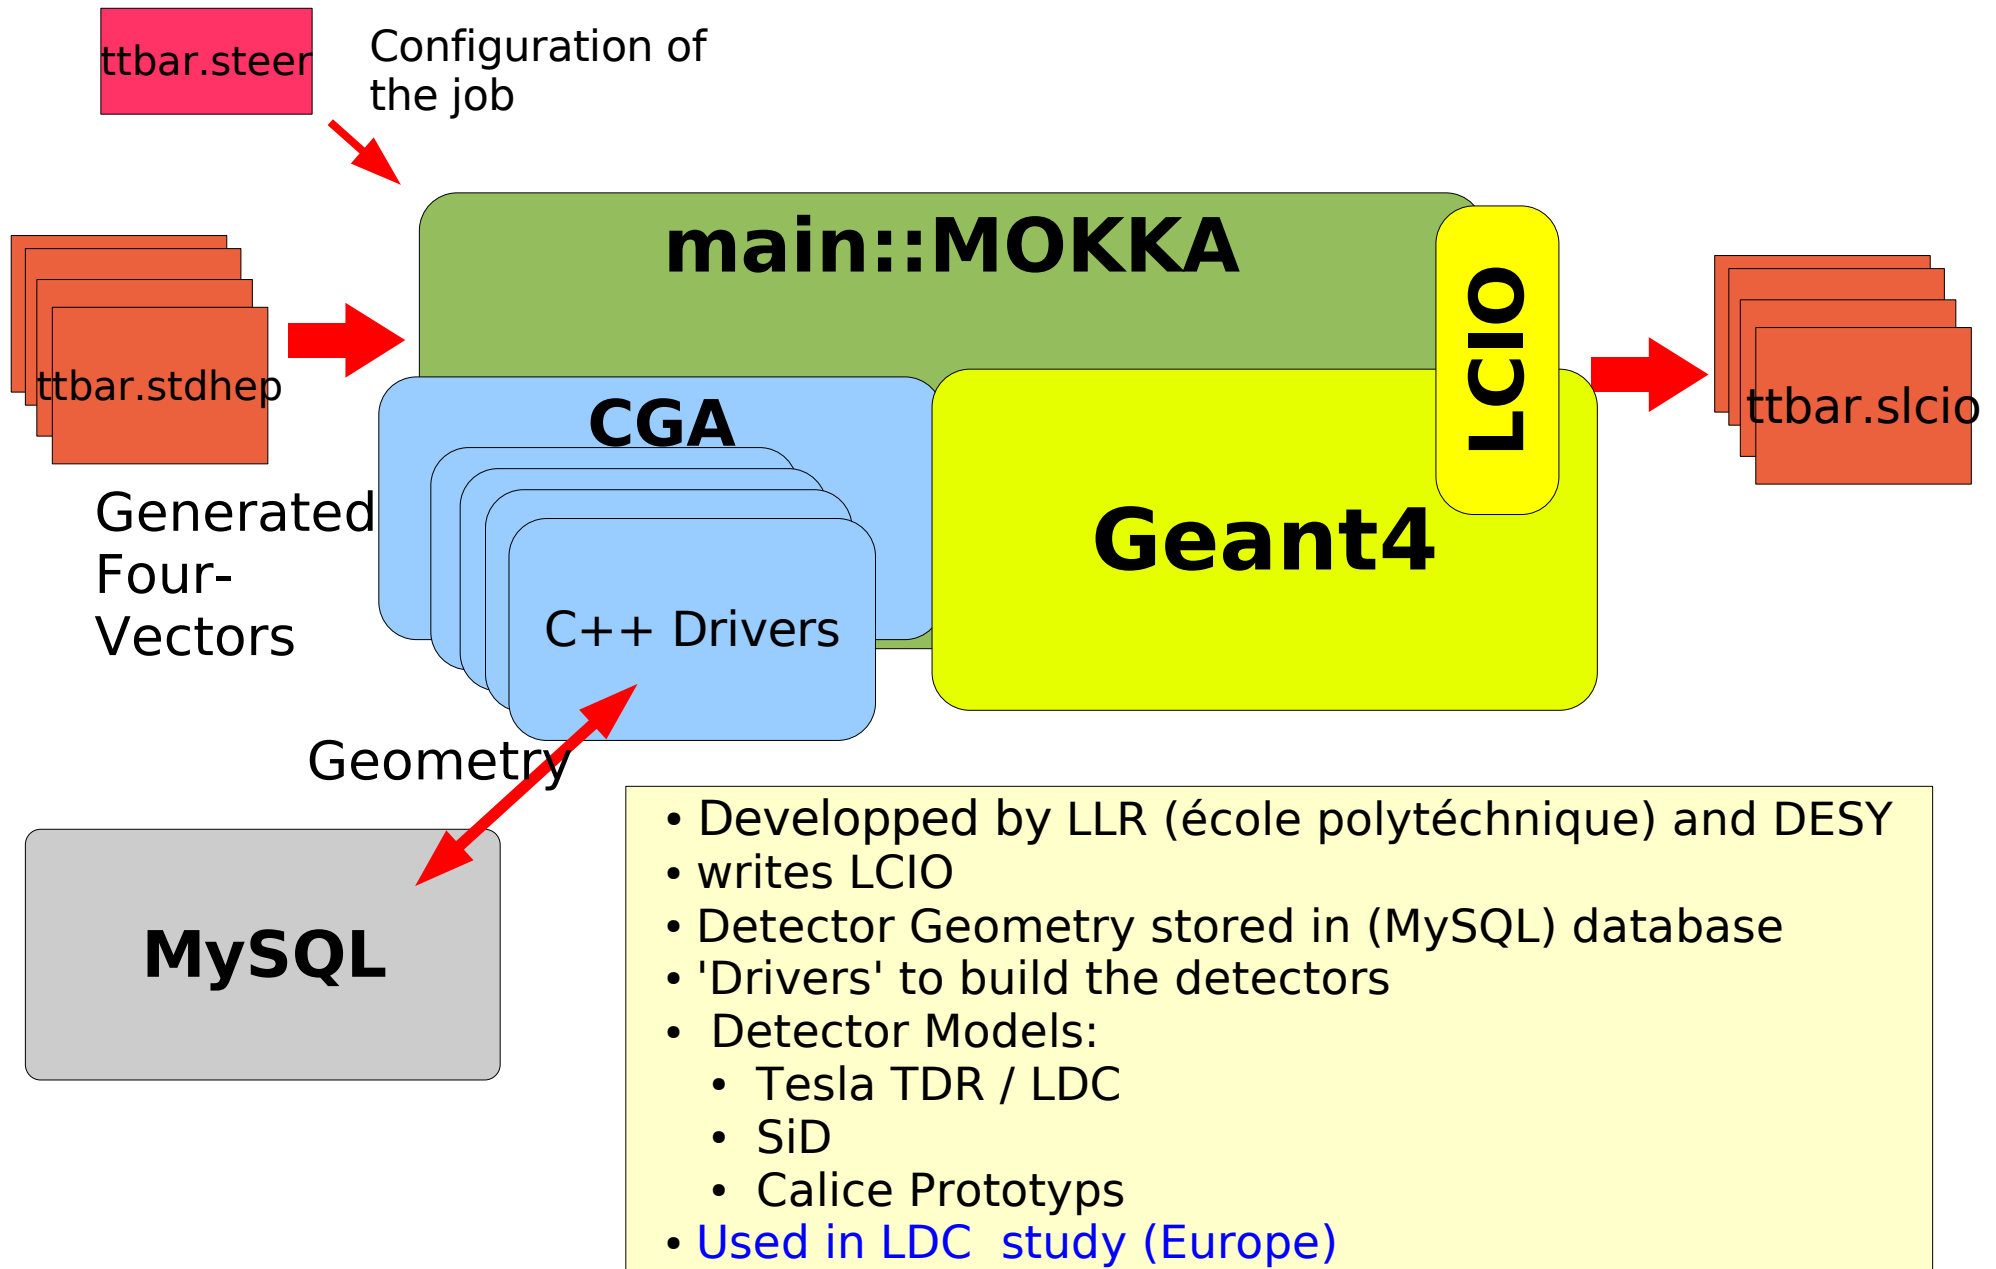 ttbar.steer
Configuration of
the job
main::MOKKA
LCIO
ttbar.stdhep
ttbar.slcio
CGA
Generated
Four-
Vectors
Geant4
C++ Drivers
Geometry
MySQL
• Developped by LLR (école polytéchnique) and DESY
• writes LCIO
• Detector Geometry stored in (MySQL) database
• 'Drivers' to build the detectors
• Detector Models:
• Tesla TDR / LDC
• SiD
• Calice Prototyps
• Used in LDC study (Europe)